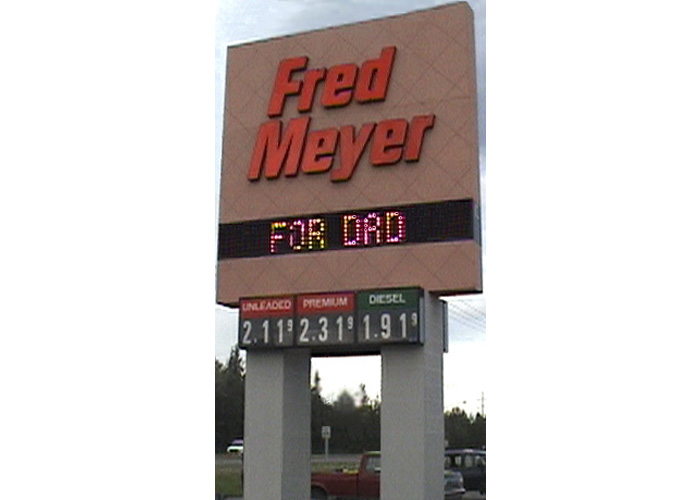 Fred
Meyer
FOR DAD
UNLEADED PREMIUM DIESEL
2.11 9 2.31 9 1.91 9